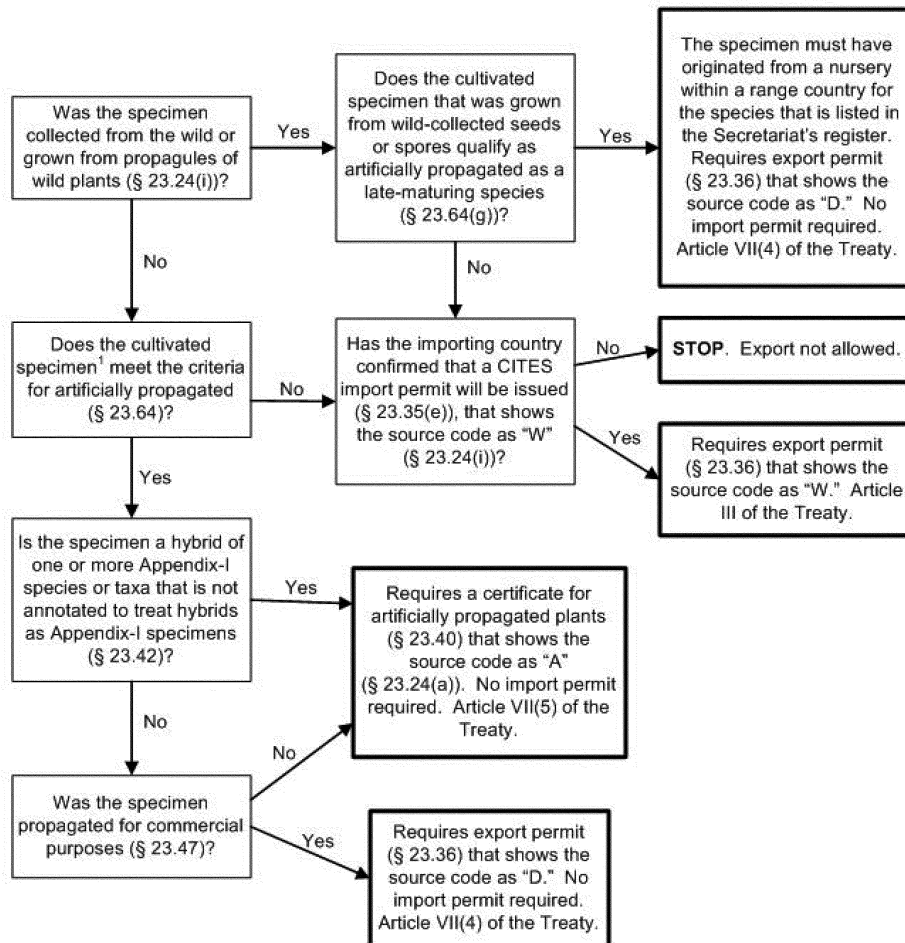 Was the specimen
collected from the wild or
grown from propagules of
wild plants (§ 23.24(i))?
Yes
Does the cultivated
specimen that was grown
from wild-collected seeds
or spores qualify as
artificially propagated as a
late-maturing species
(§ 23.64(g))?
Yes
The specimen must have
originated from a nursery
within a range country for
the species that is listed in
the Secretariat's register.
Requires export permit
(§ 23.36) that shows the
source code as “D.” No
import permit required.
Article VII(4) of the Treaty.
No
No
Does the cultivated
specimen1 meet the criteria
for artificially propagated
(§ 23.64)?
No
Has the importing country
confirmed that a CITES
import permit will be issued
(§ 23.35(e)), that shows
the source code as “W”
(§ 23.24(i))?
No
STOP. Export not allowed.
Yes
Requires export permit
(§ 23.36) that shows the
source code as “W.” Article
III of the Treaty.
Yes
Is the specimen a hybrid of
one or more Appendix-I
species or taxa that is not
annotated to treat hybrids
as Appendix-I specimens
(§ 23.42)?
Yes
Requires a certificate for
artificially propagated plants
(§ 23.40) that shows the
source code as “A”
(§ 23.24(a)). No import permit
required. Article VII(5) of the
Treaty.
No
No
Was the specimen
propagated for commercial
purposes (§ 23.47)?
Yes
Requires export permit
(§ 23.36) that shows the
source code as “D.” No
import permit required.
Article VII(4) of the Treaty.